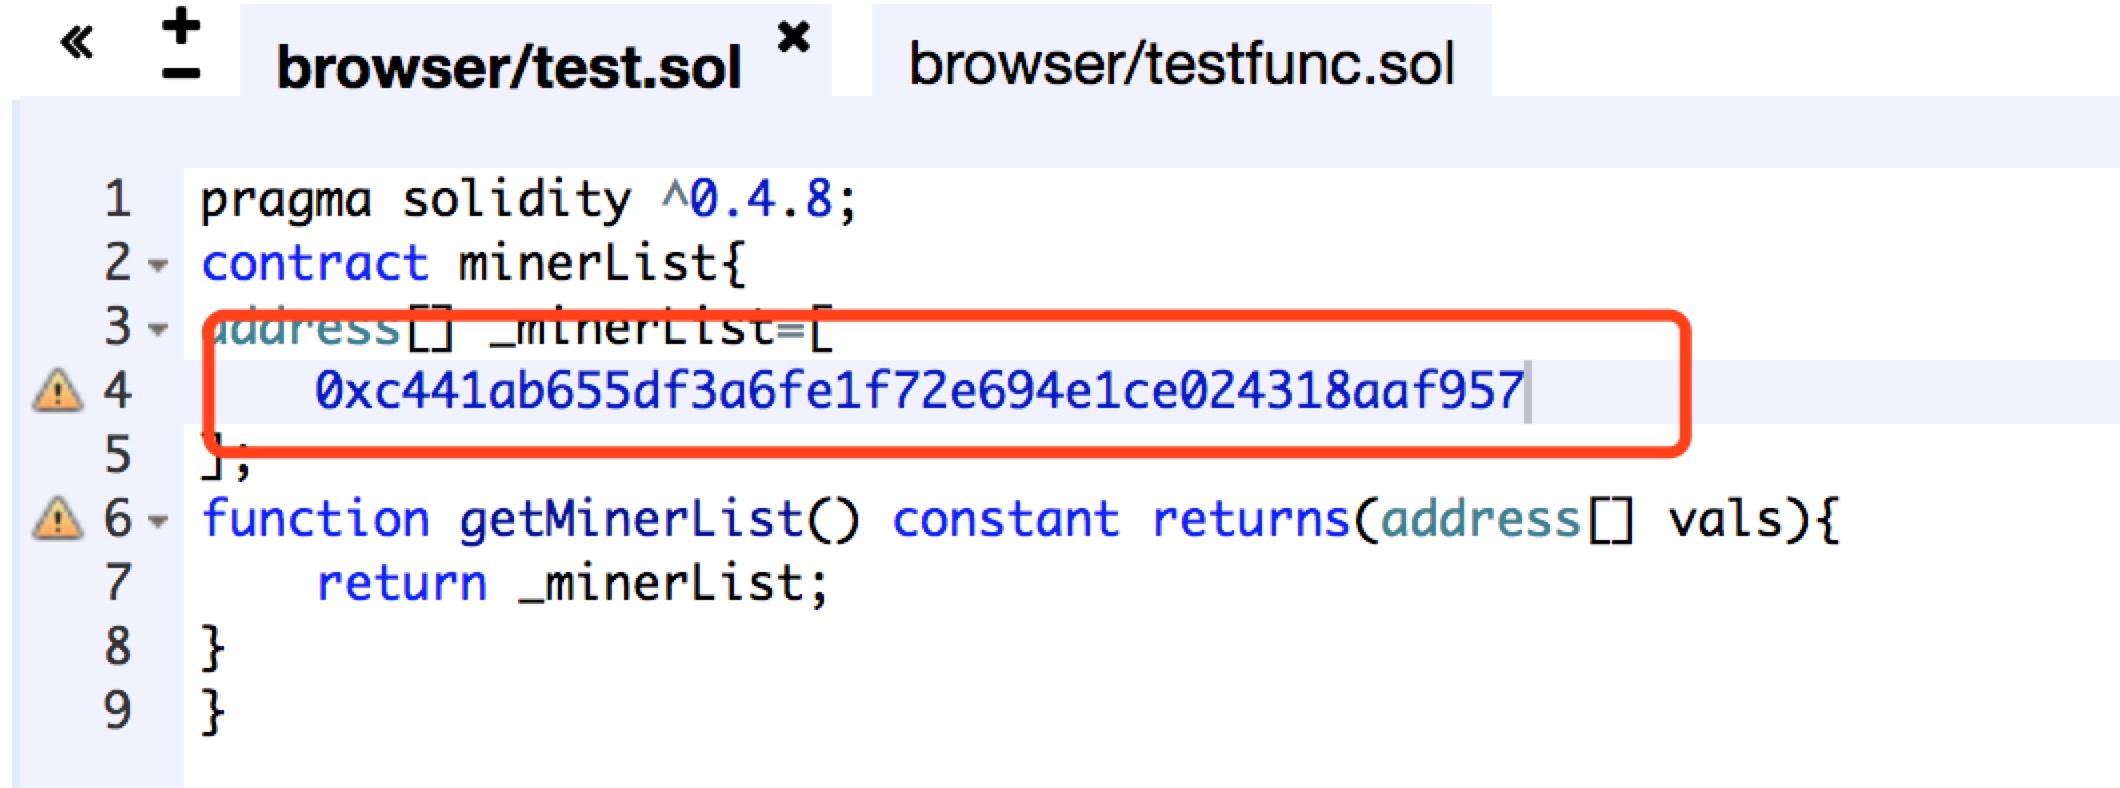 « + − browser/test.sol × browser/testfunc.sol
1 pragma solidity ^0.4.8;
2 contract minerList{
3 address[] _minerList=[
4 0xc441ab655df3a6fe1f72e694e1ce024318aaf957
5 ];
6 function getMinerList() constant returns(address[] vals){
7 return _minerList;
8 }
9 }